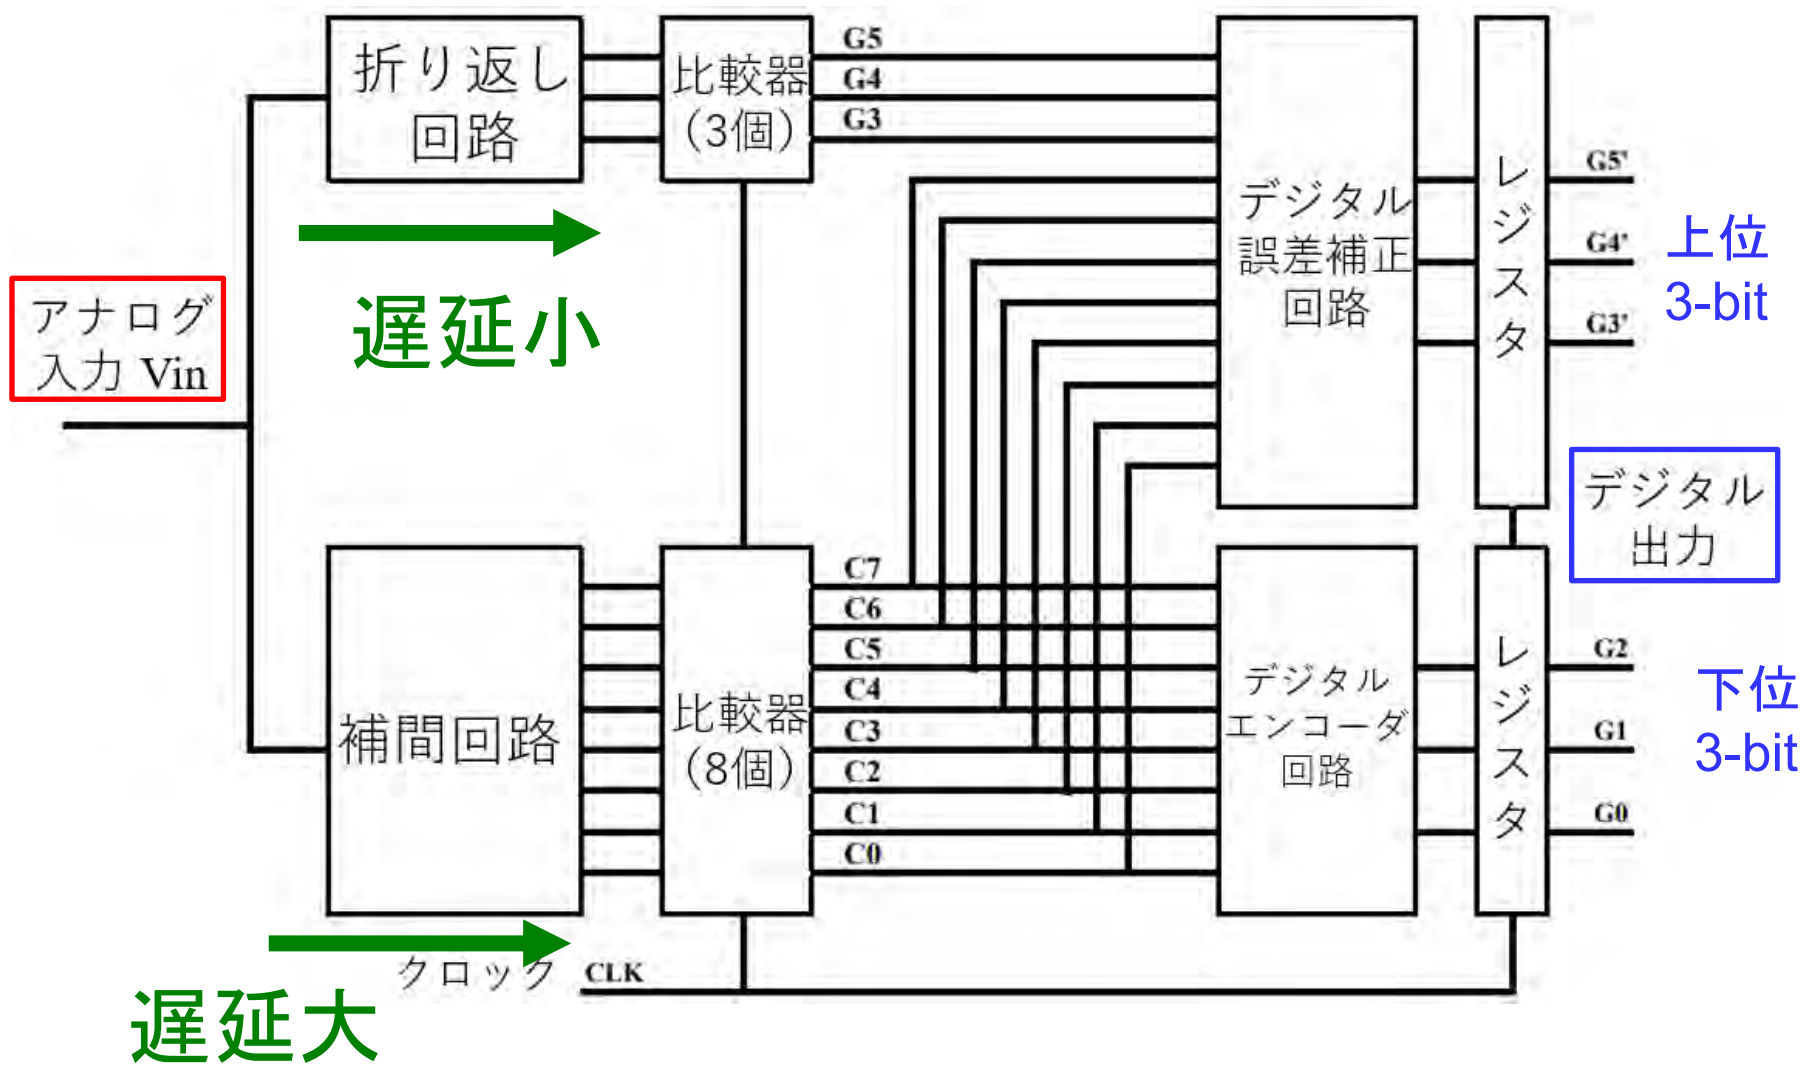 折り返し
回路
比較器
(3個)
G5
G4
G3
デジタル
誤差補正
回路
レジスタ
G5'
G4'
G3'
上位
3-bit
遅延小
アナログ
入力 Vin
デジタル
出力
補間回路
比較器
(8個)
C7
C6
C5
C4
C3
C2
C1
C0
デジタル
エンコーダ
回路
レジスタ
G2
G1
G0
下位
3-bit
クロック CLK
遅延大